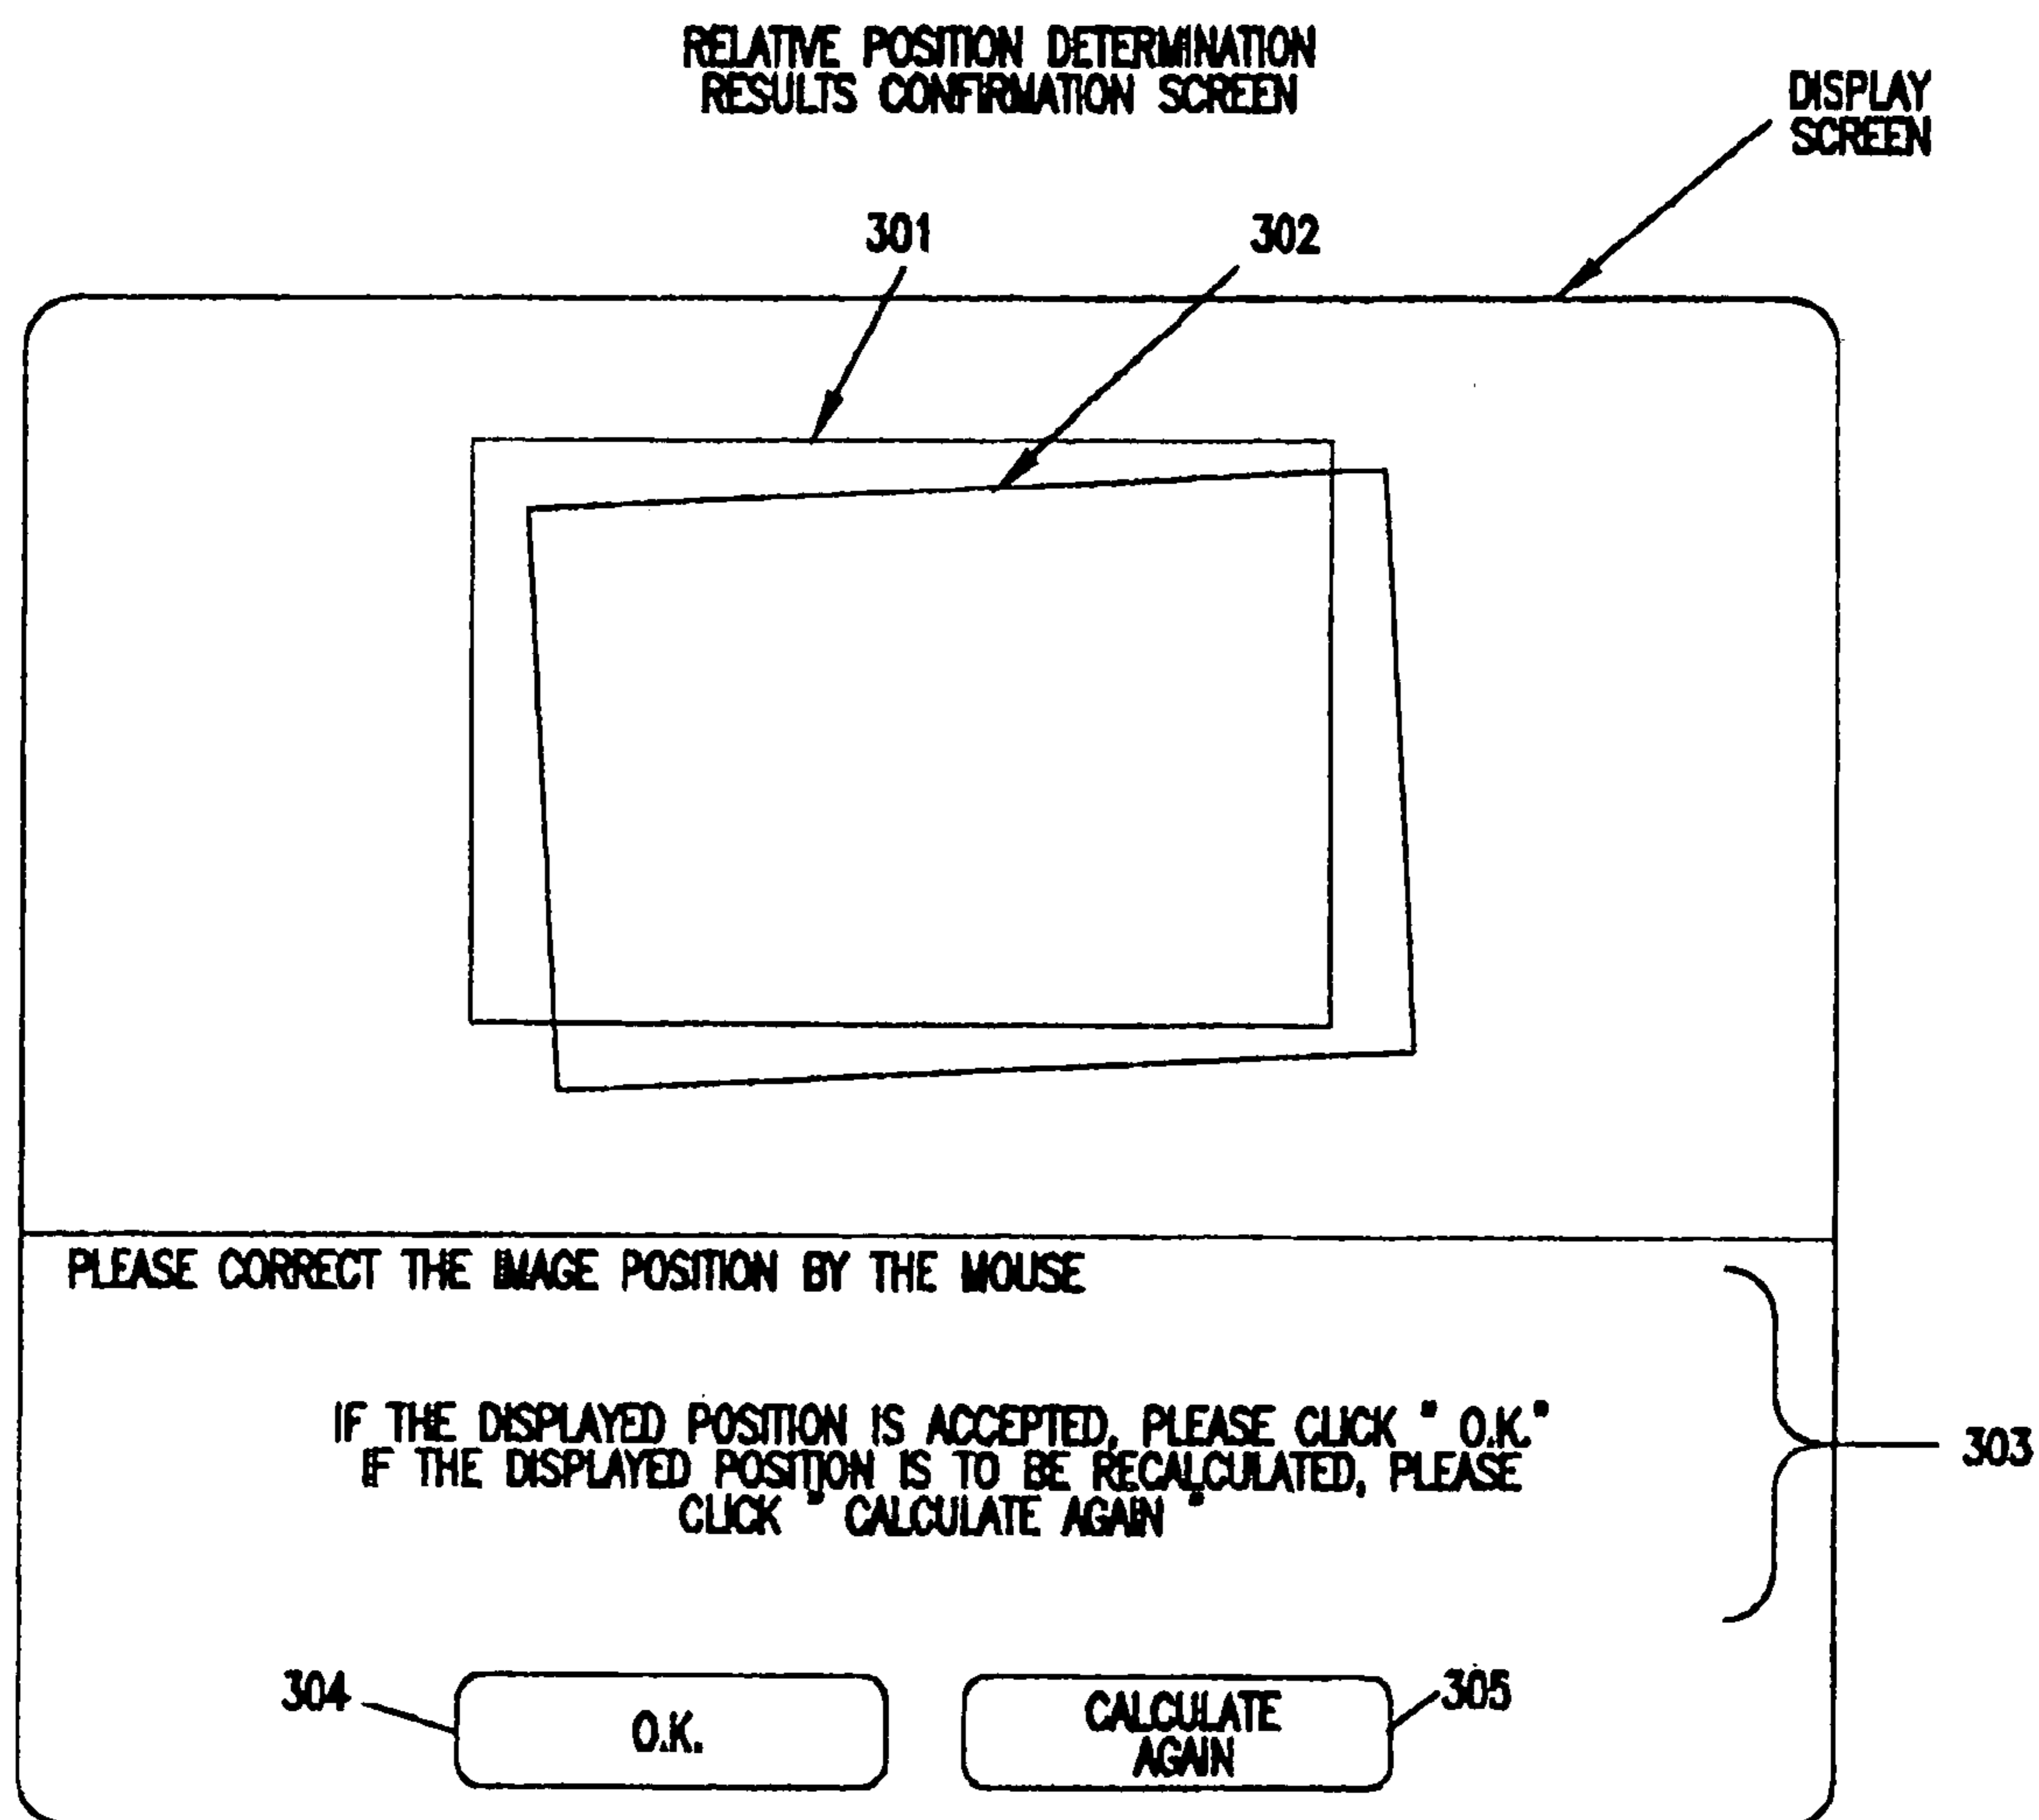 RELATIVE POSITION DETERMINATION
RESULTS CONFIRMATION SCREEN
DISPLAY
SCREEN
301
302
PLEASE CORRECT THE IMAGE POSITION BY THE MOUSE
IF THE DISPLAYED POSITION IS ACCEPTED, PLEASE CLICK " O.K."
IF THE DISPLAYED POSITION IS TO BE RECALCULATED, PLEASE
CLICK " CALCULATE AGAIN "
303
304
O.K.
CALCULATE
AGAIN
305